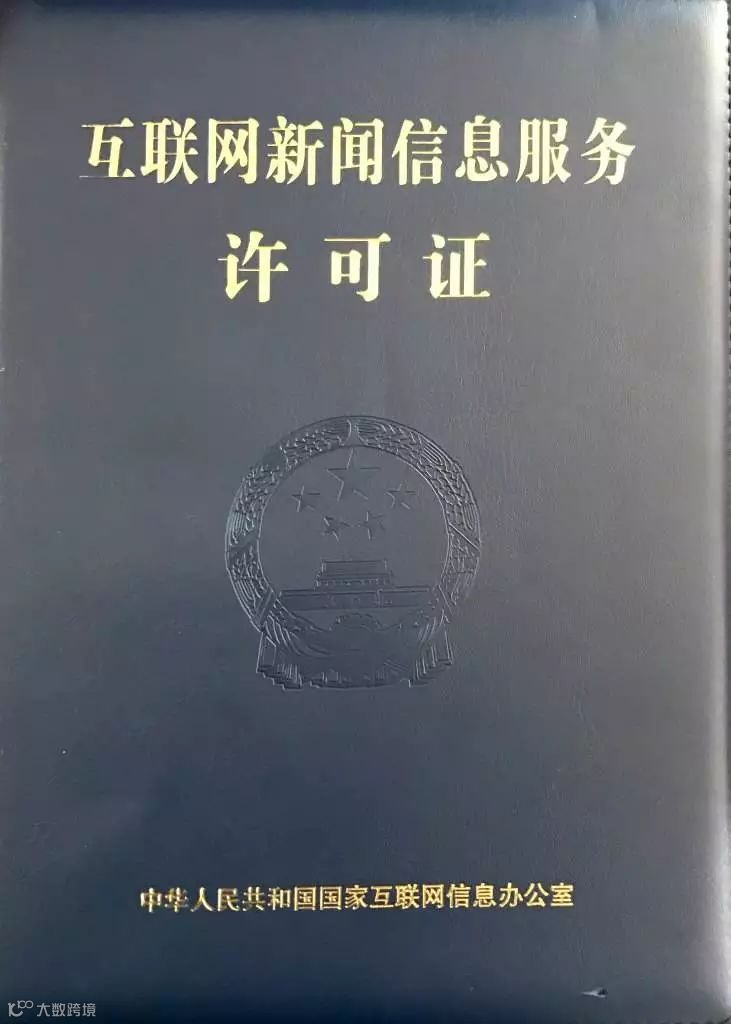 互联网新闻信息服务
许可证
中华人民共和国国家互联网信息办公室
大数跨境